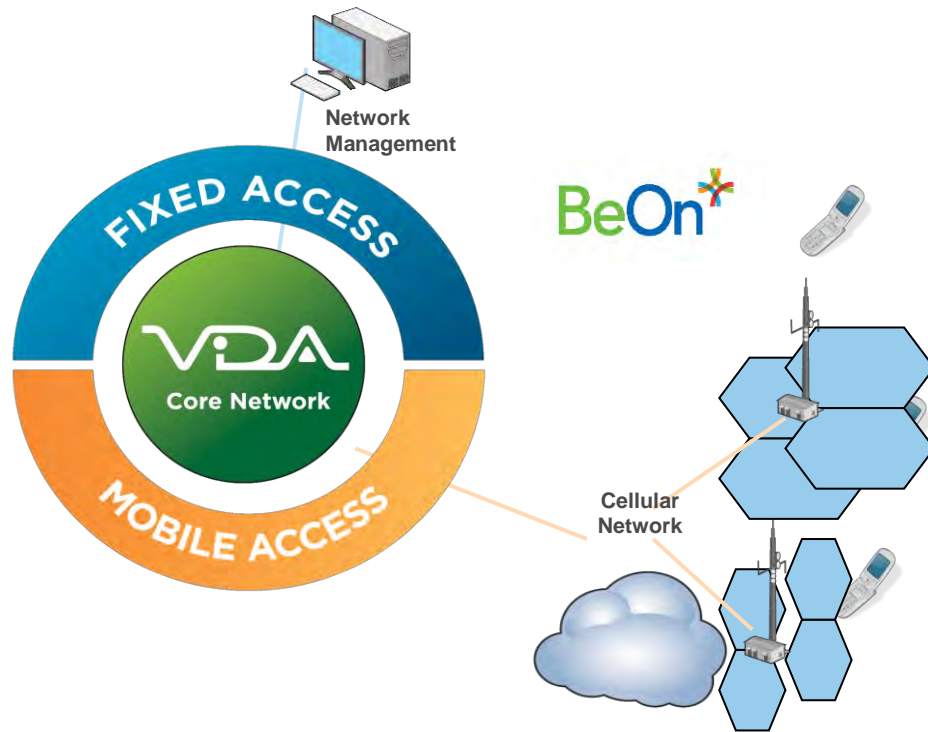 Network
Management
FIXED ACCESS
BeOn
VIDA
Core Network
Cellular
Network
MOBILE ACCESS